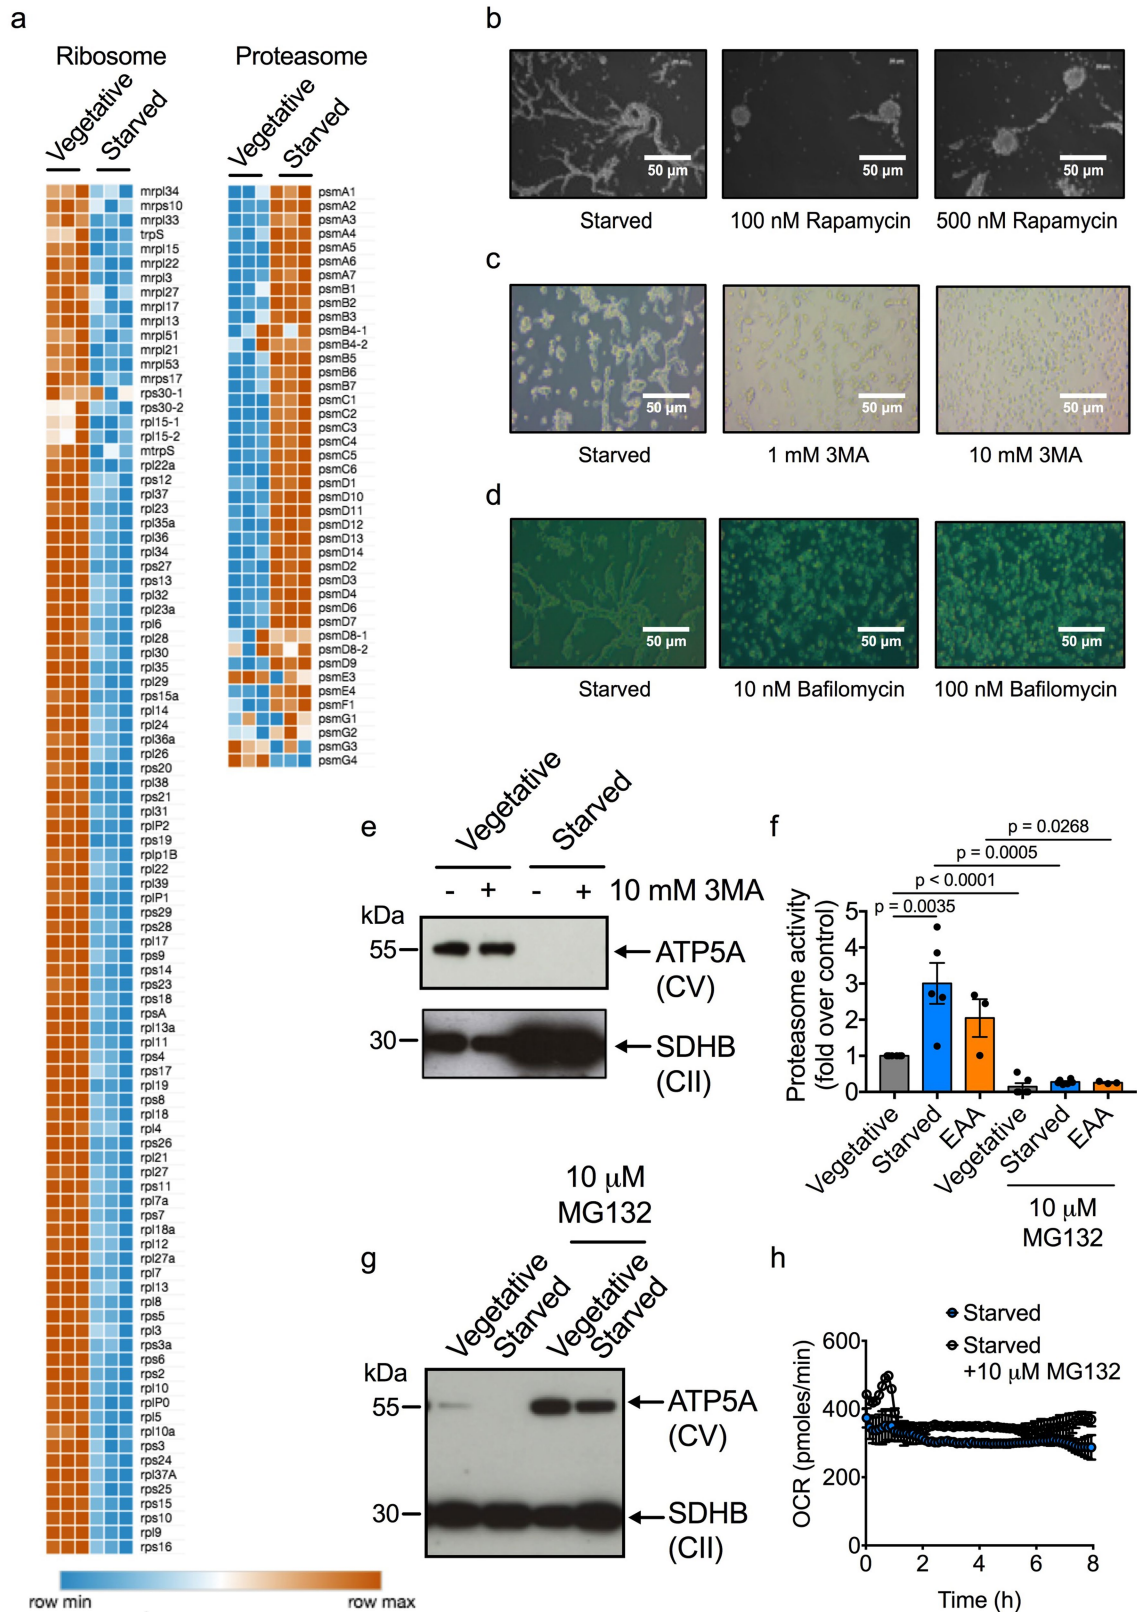 a
Ribosome
Proteasome
Vegetative
Starved
Vegetative
Starved
mrpl34
mrps10
mrpl33
trpS
mrpl15
mrpl22
mrpl3
mrpl27
mrpl17
mrpl13
mrpl51
mrpl21
mrpl53
mrps17
rps30-1
rps30-2
rpl15-1
rpl15-2
mtrpS
rpl22a
rps12
rpl37
rpl23
rpl35a
rpl36
rpl34
rps27
rps13
rpl32
rpl23a
rpl6
rpl28
rpl30
rpl35
rpl29
rps15a
rpl14
rpl24
rpl36a
rpl26
rps20
rpl38
rps21
rpl31
rplP2
rps19
rplp1B
rpl22
rpl39
rplP1
rps29
rps28
rpl17
rps9
rps14
rps23
rps18
rpsA
rpl13a
rpl11
rps4
rps17
rpl19
rps8
rpl18
rpl4
rps26
rpl21
rpl27
rps11
rpl7a
rps7
rpl18a
rpl12
rpl27a
rpl7
rpl13
rpl8
rps5
rpl3
rps3a
rps6
rps2
rpl10
rplP0
rpl5
rpl10a
rps3
rps24
rpl37A
rps25
rps15
rps10
rpl9
rps16
psmA1
psmA2
psmA3
psmA4
psmA5
psmA6
psmA7
psmB1
psmB2
psmB3
psmB4-1
psmB4-2
psmB5
psmB6
psmB7
psmC1
psmC2
psmC3
psmC4
psmC5
psmC6
psmD1
psmD10
psmD11
psmD12
psmD13
psmD14
psmD2
psmD3
psmD4
psmD6
psmD7
psmD8-1
psmD8-2
psmD9
psmE3
psmE4
psmF1
psmG1
psmG2
psmG3
psmG4
row min
row max
b
50 µm
50 µm
50 µm
Starved
100 nM Rapamycin
500 nM Rapamycin
c
50 µm
50 µm
50 µm
Starved
1 mM 3MA
10 mM 3MA
d
50 µm
50 µm
50 µm
Starved
10 nM Bafilomycin
100 nM Bafilomycin
e
Vegetative
Starved
- + - + 10 mM 3MA
kDa
55
ATP5A
(CV)
30
SDHB
(CII)
f
p = 0.0268
p = 0.0005
p < 0.0001
p = 0.0035
Proteasome activity
(fold over control)
5
4
3
2
1
0
Vegetative
Starved
EAA
Vegetative
Starved
EAA
10 µM
MG132
g
10 µM
MG132
Vegetative
Starved
Vegetative
Starved
kDa
55
ATP5A
(CV)
30
SDHB
(CII)
h
Starved
Starved
+10 µM MG132
OCR (pmoles/min)
600
400
200
0
0 2 4 6 8
Time (h)